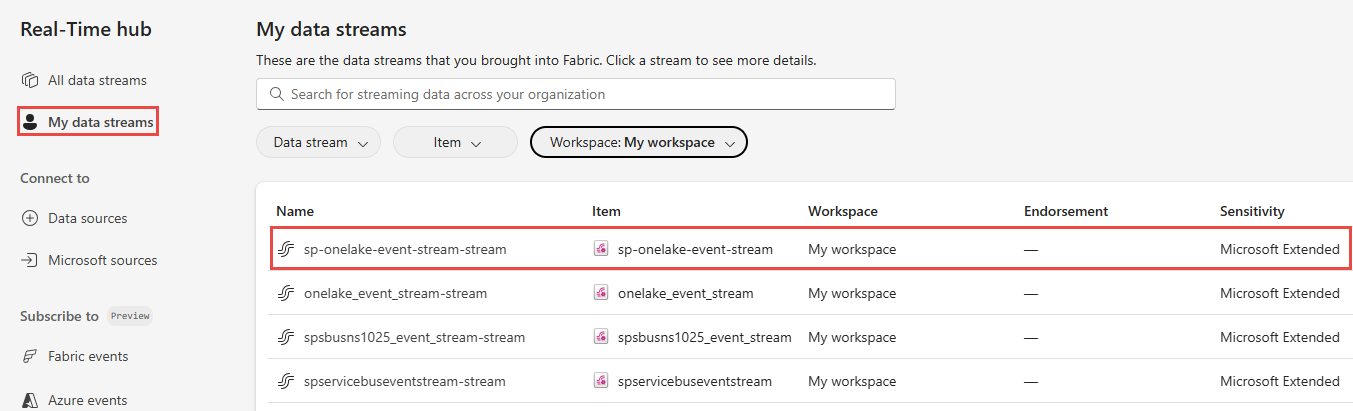 Real-Time hub
All data streams
My data streams
Connect to
Data sources
Microsoft sources
Subscribe to Preview
Fabric events
Azure events
My data streams
These are the data streams that you brought into Fabric. Click a stream to see more details.
Search for streaming data across your organization
Data stream Item Workspace: My workspace
Name Item Workspace Endorsement Sensitivity
sp-onelake-event-stream-stream sp-onelake-event-stream My workspace — Microsoft Extended
onelake_event_stream-stream onelake_event_stream My workspace — Microsoft Extended
spsbusns1025_event_stream-stream spsbusns1025_event_stream My workspace — Microsoft Extended
spservicebuseventstream-stream spservicebuseventstream My workspace — Microsoft Extended